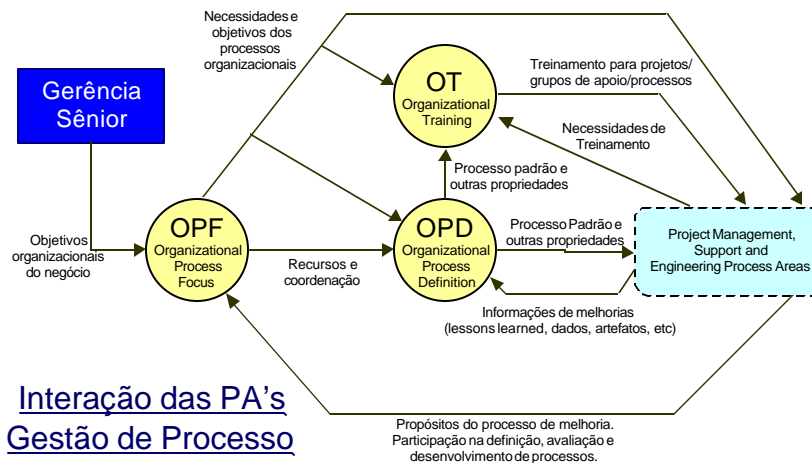 Necessidades e
objetivos dos
processos
organizacionais
Gerência
Sênior
OT
Organizational
Training
Treinamento para projetos/
grupos de apoio/processos
Necessidades de
Treinamento
Processo padrão e
outras propriedades
Objetivos
organizacionais
do negócio
OPF
Organizational
Process
Focus
Recursos e
coordenação
OPD
Organizational
Process
Definition
Processo Padrão e
outras propriedades
Project Management,
Support and
Engineering Process Areas
Informações de melhorias
(lessons learned, dados, artefatos, etc)
Interação das PA's
Gestão de Processo
Propósitos do processo de melhoria.
Participação na definição, avaliação e
desenvolvimento de processos.